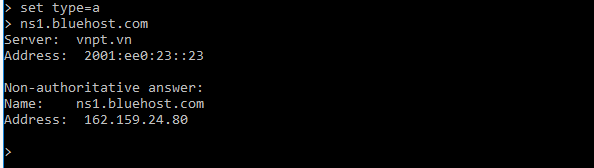 > set type=a
> ns1.bluehost.com
Server:  vnpt.vn
Address:  2001:ee0:23::23

Non-authoritative answer:
Name:    ns1.bluehost.com
Address:  162.159.24.80

>